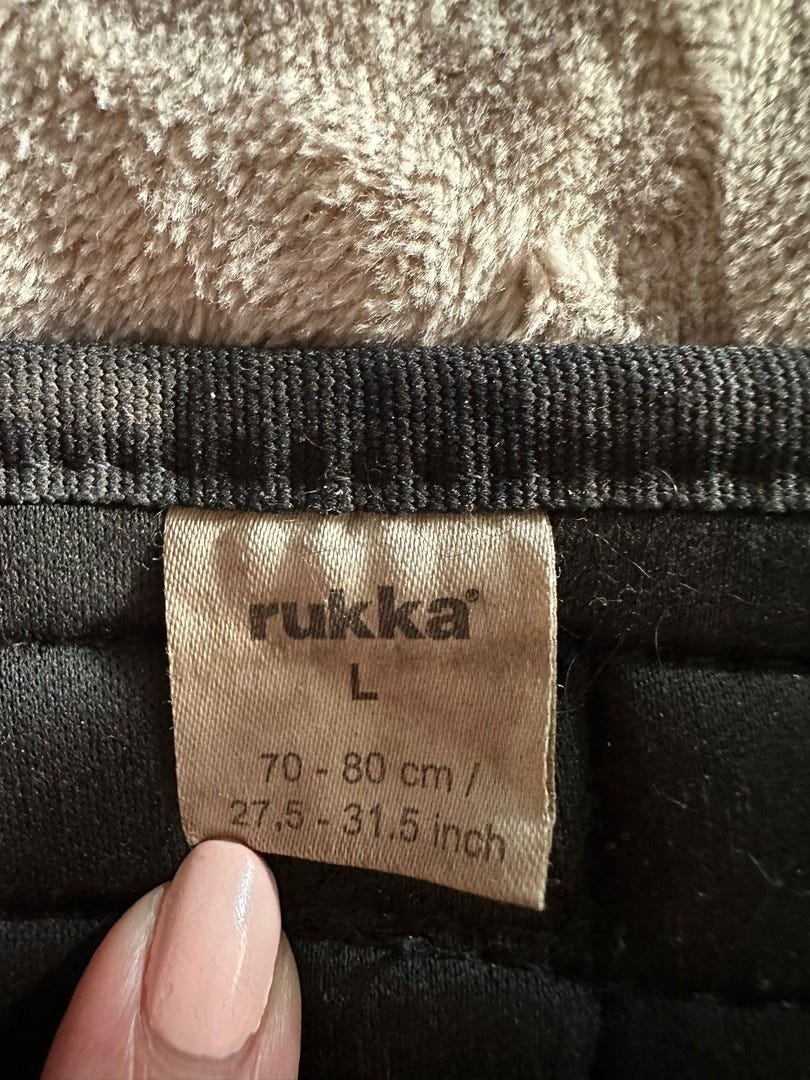 rukka®
L
70 - 80 cm /
27,5 - 31.5 inch